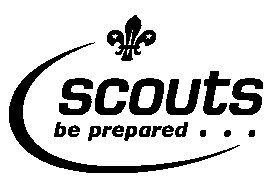 scouts
be prepared . . .